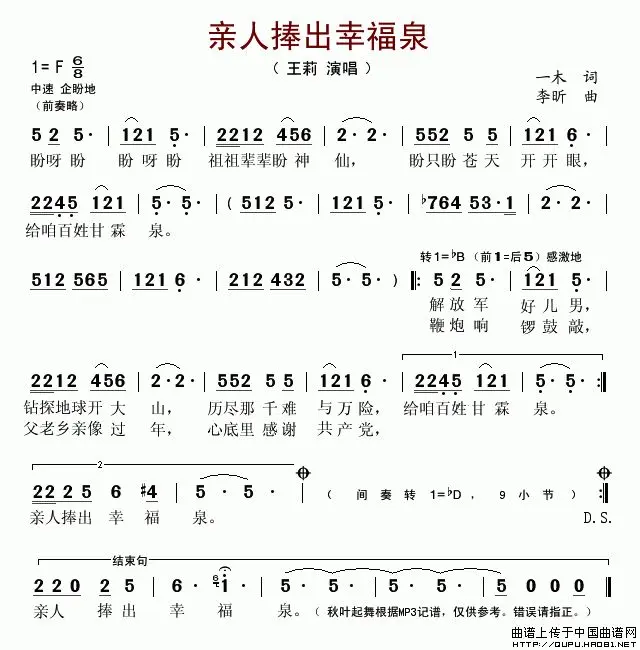 亲人捧出幸福泉
（ 王莉 演唱 ）
1= F 6/8
中速 企盼地
（前奏略）
一木 词
李昕 曲
5 2 5· | 121 5· | 2212 456 | 2· 2· | 552 5 5· | 121 6· |
盼呀盼 盼呀盼 祖祖辈辈盼神仙， 盼只盼苍天 开开眼，
2245 121 | 5· 5· | ( 512 5· | 121 5· | ♭764 53·1 | 2· 2· |
给咱百姓甘霖 泉。
转1=♭B（前1=后5）感激地
512 565 | 121 6· | 212 432 | 5· 5· ) ‖: 5 2 5· | 121 5· |
解放军 好儿男，
鞭炮响 锣鼓敲，
1
2212 456 | 2· 2· | 552 5 5· | 121 6· | 2245 121 | 5· 5· :‖
钻探地球开大 山， 历尽那千难 与万险， 给咱百姓甘霖 泉。
父老乡亲像过 年， 心底里感谢 共产党，
2
22 2 5 6 #4 | 5· 5· | （ 间奏转 1=♭D，9小节） :‖
亲人捧出 幸福 泉。 D.S.
结束句
2 2 0 2 5 | 6· 6 1· | 5· 5· | 5· 5· | 5 0 0 0 ‖
亲人 捧出 幸福 泉。（ 秋叶起舞根据MP3记谱，仅供参考。错误请指正。）
曲谱上传于中国曲谱网
HTTP://QUPU.HAO81.NET